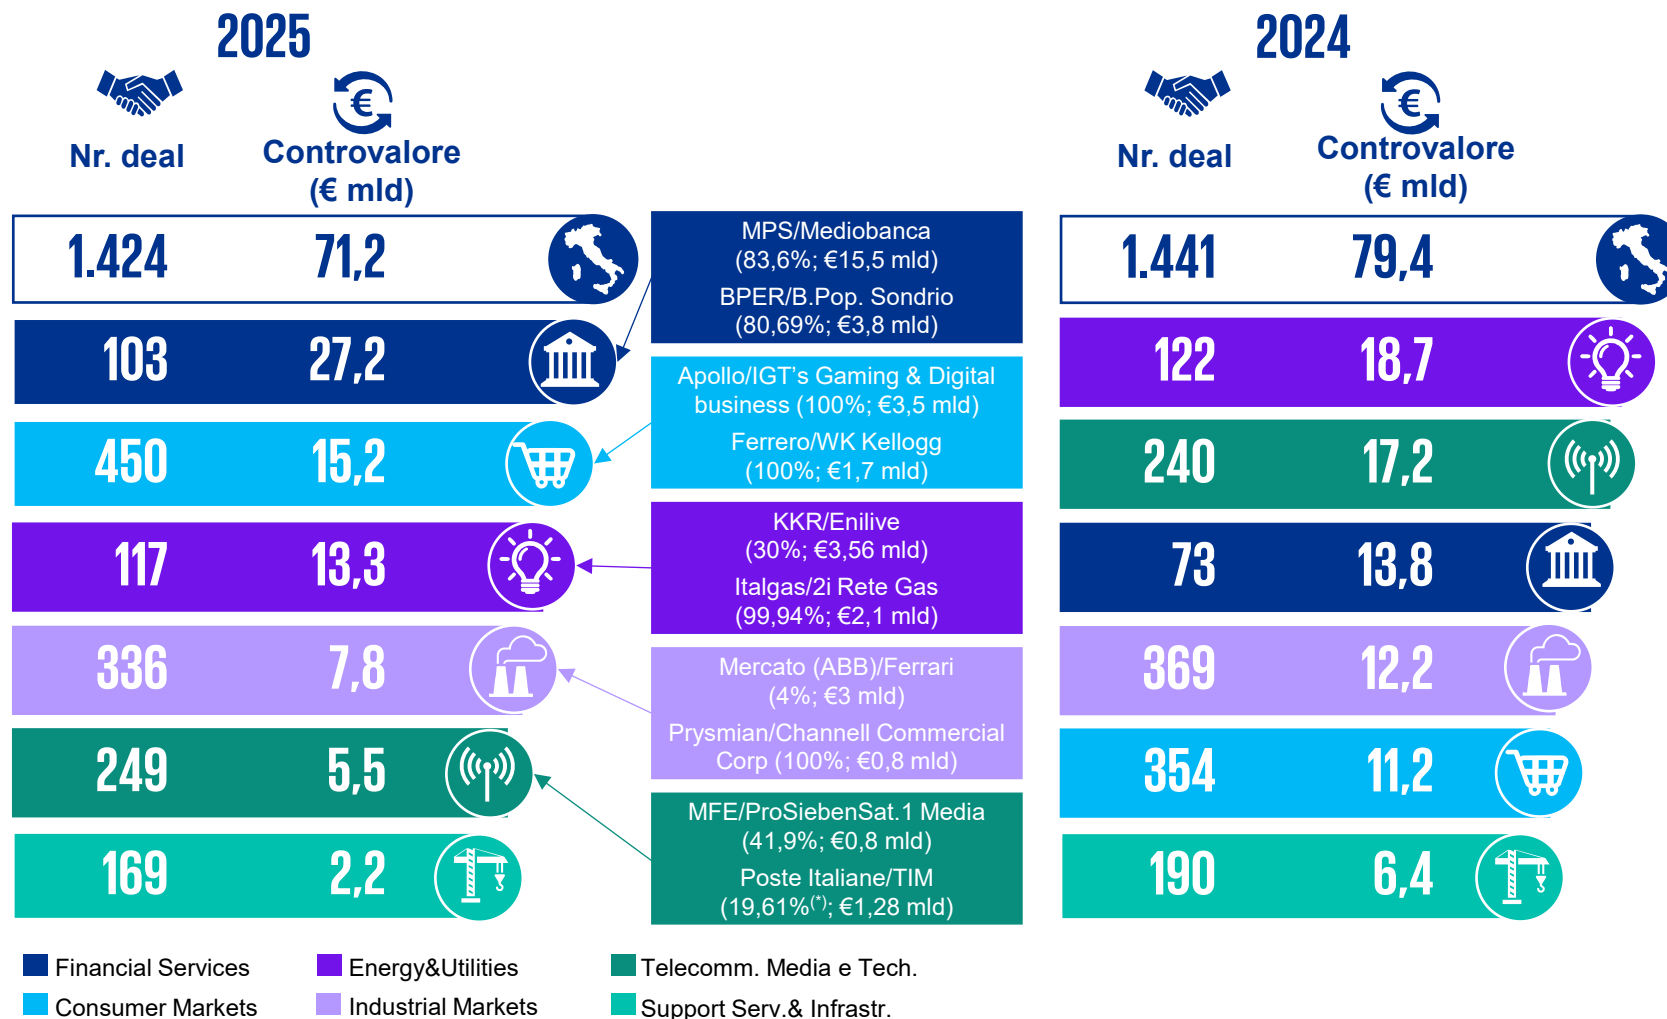 2025
Nr. deal
Controvalore
(€ mld)
1.424 71,2
103 27,2
450 15,2
117 13,3
336 7,8
249 5,5
169 2,2
MPS/Mediobanca
(83,6%; €15,5 mld)
BPER/B.Pop. Sondrio
(80,69%; €3,8 mld)
Apollo/IGT's Gaming & Digital
business (100%; €3,5 mld)
Ferrero/WK Kellogg
(100%; €1,7 mld)
KKR/Enilive
(30%; €3,56 mld)
Italgas/2i Rete Gas
(99,94%; €2,1 mld)
Mercato (ABB)/Ferrari
(4%; €3 mld)
Prysmian/Channell Commercial
Corp (100%; €0,8 mld)
MFE/ProSiebenSat.1 Media
(41,9%; €0,8 mld)
Poste Italiane/TIM
(19,61%(*); €1,28 mld)
2024
Nr. deal
Controvalore
(€ mld)
1.441 79,4
122 18,7
240 17,2
73 13,8
369 12,2
354 11,2
190 6,4
Financial Services
Energy&Utilities
Telecomm. Media e Tech.
Consumer Markets
Industrial Markets
Support Serv.& Infrastr.